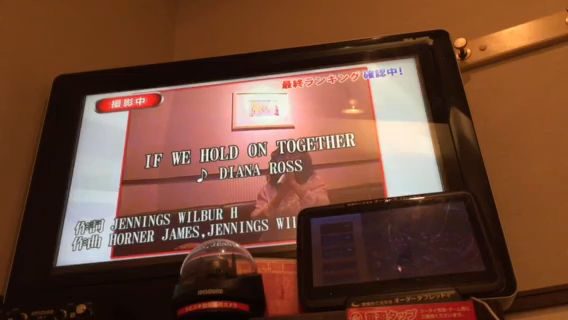 最終ランキング確認中!
撮影中
IF WE HOLD ON TOGETHER
♪ DIANA ROSS
作詞 JENNINGS WILBUR H
作曲 HORNER JAMES,JENNINGS WIL